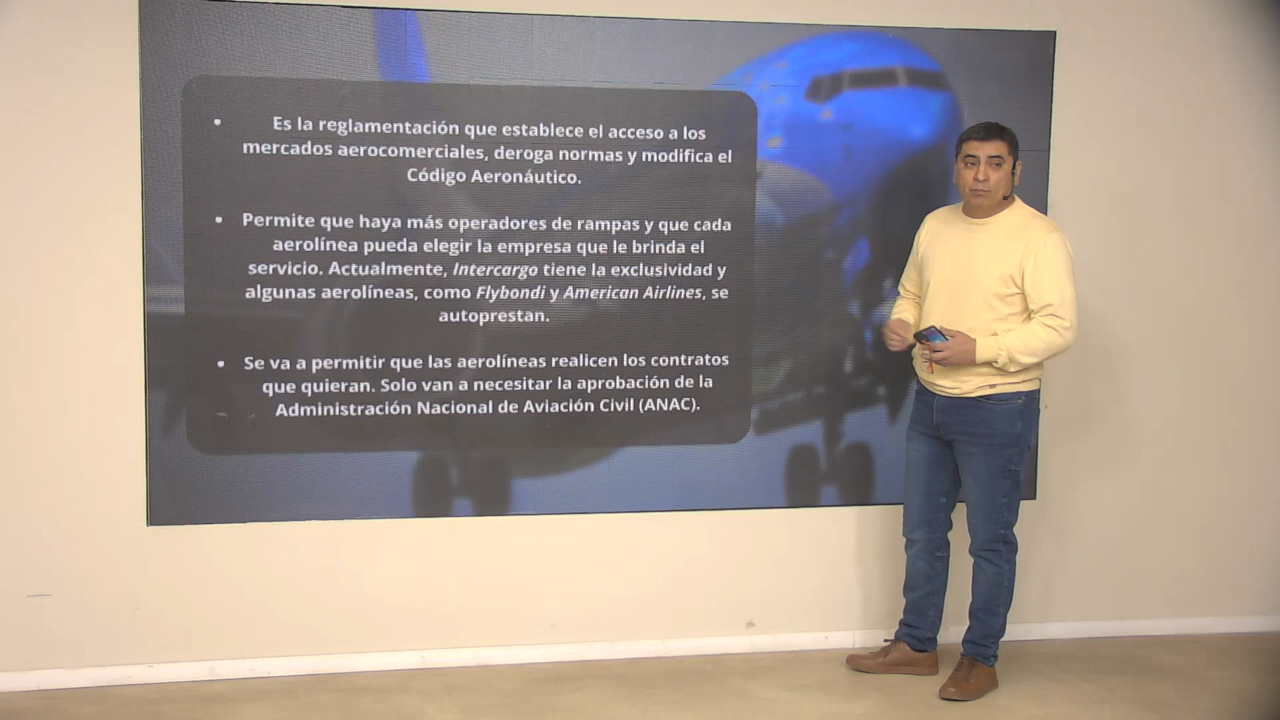 • Es la reglamentación que establece el acceso a los
mercados aerocomerciales, deroga normas y modifica el
Código Aeronáutico.
• Permite que haya más operadores de rampas y que cada
aerolínea pueda elegir la empresa que le brinda el
servicio. Actualmente, Intercargo tiene la exclusividad y
algunas aerolíneas, como Flybondi y American Airlines, se
autoprestan.
• Se va a permitir que las aerolíneas realicen los contratos
que quieran. Solo van a necesitar la aprobación de la
Administración Nacional de Aviación Civil (ANAC).